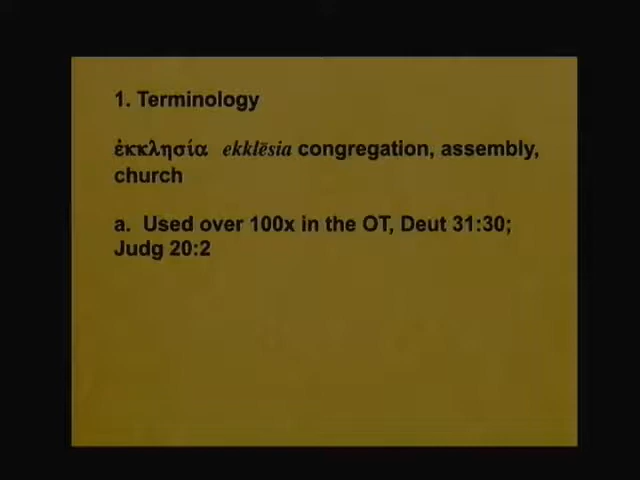 1. Terminology
ἐκκλησία ekklēsia congregation, assembly,
church
a. Used over 100x in the OT, Deut 31:30;
Judg 20:2